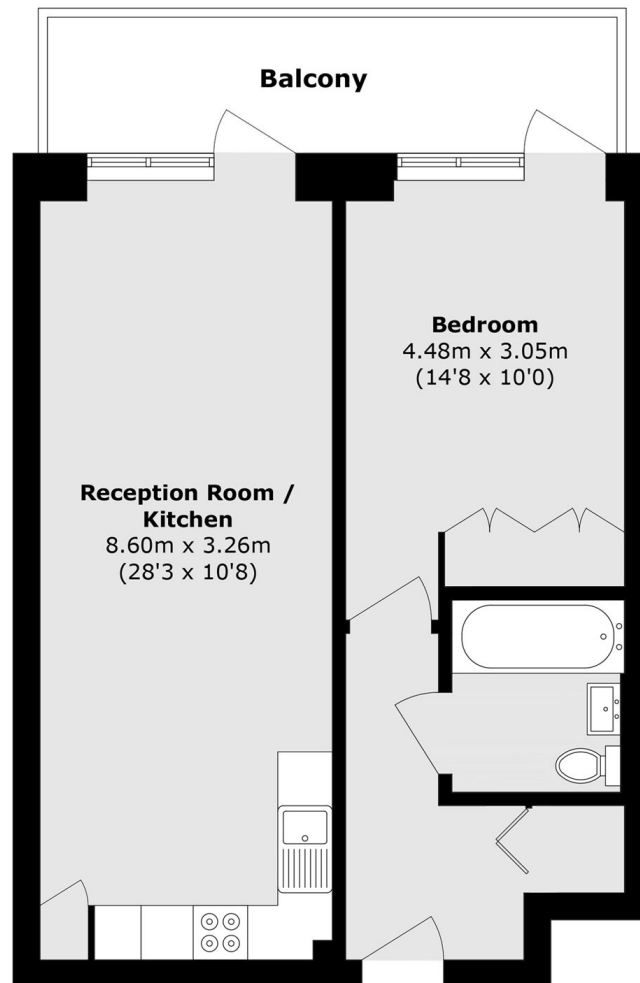 Balcony
Bedroom
4.48m x 3.05m
(14'8 x 10'0)
Reception Room /
Kitchen
8.60m x 3.26m
(28'3 x 10'8)